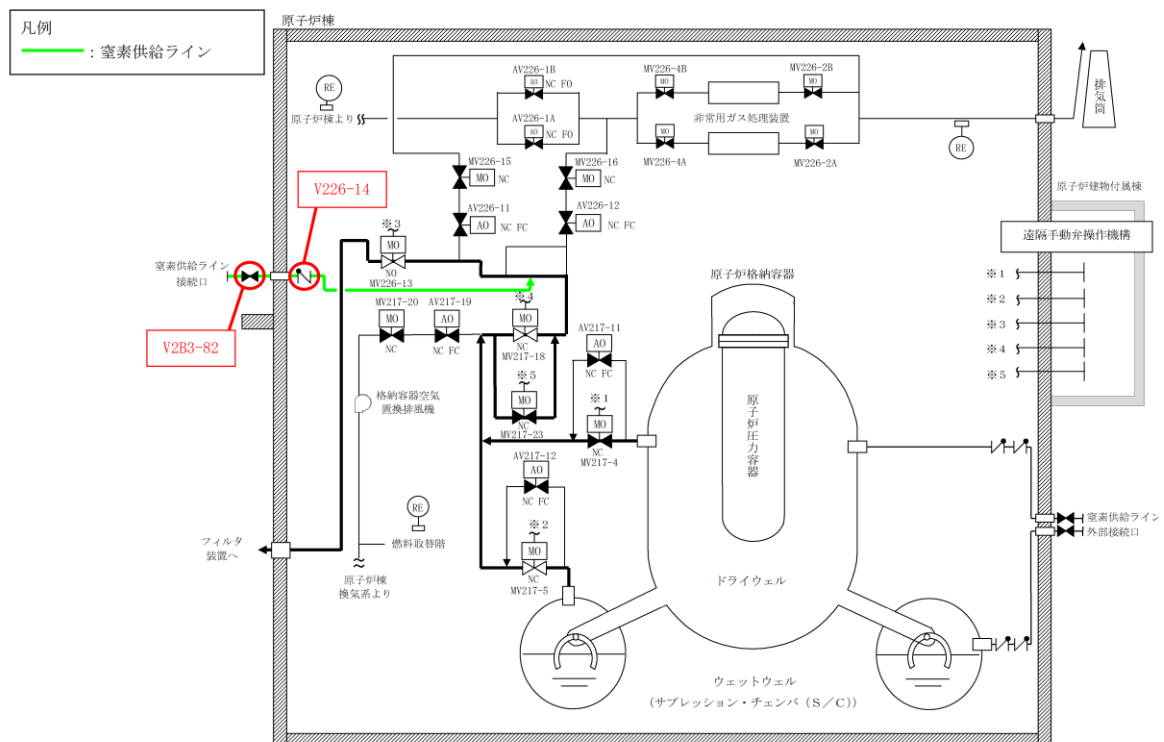 凡例
：窒素供給ライン
原子炉棟
RE
原子炉棟より
AV226-1B
AO
NC FO
AV226-1A
AO
NC FO
MV226-4B
MO
MV226-2B
MO
非常用ガス処理装置
MO
MV226-4A
MO
MV226-2A
RE
排気筒
MV226-15
MO
NC
MV226-16
MO
NC
AV226-11
AO
NC FC
AV226-12
AO
NC FC
V226-14
※3
MO
NO
MV226-13
窒素供給ライン
接続口
V2B3-82
MV217-20
MO
NC
AV217-19
AO
NC FC
※4
MO
NC
MV217-18
※5
MO
NC
MV217-23
AV217-11
AO
NC FC
※1
MO
NC
MV217-4
AV217-12
AO
NC FC
※2
MO
NC
MV217-5
格納容器空気
置換排風機
RE
燃料取替階
原子炉棟
換気系より
フィルタ
装置へ
原子炉格納容器
原子炉圧力容器
ドライウェル
ウェットウェル
（サプレッション・チェンバ（S／C））
原子炉建物付属棟
遠隔手動弁操作機構
※1
※2
※3
※4
※5
窒素供給ライン
外部接続口